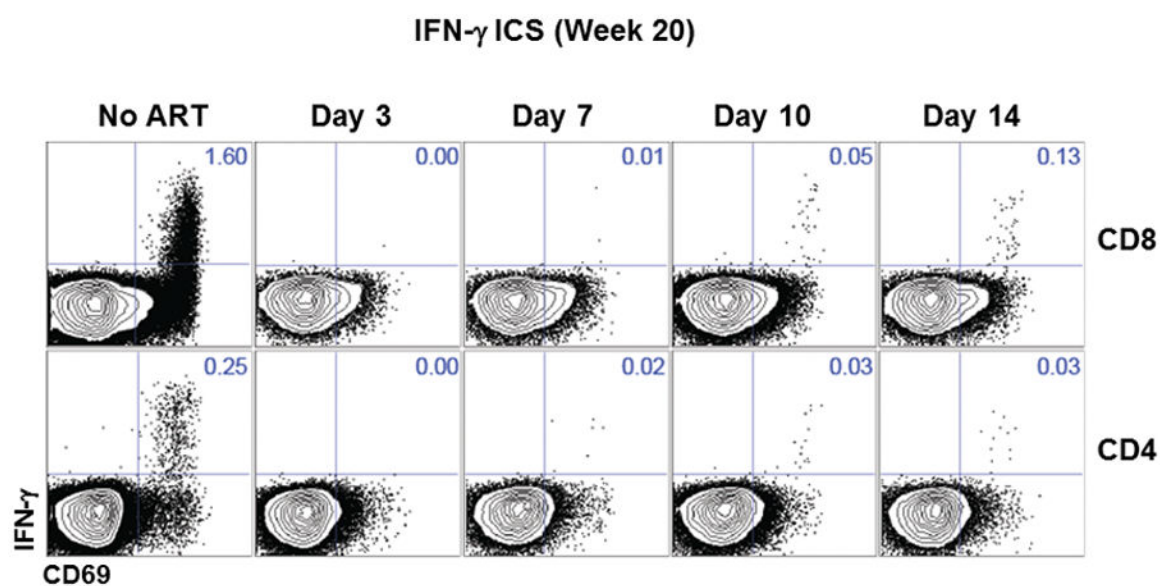 IFN-γ ICS (Week 20)
No ART Day 3 Day 7 Day 10 Day 14
1.60 0.00 0.01 0.05 0.13
CD8
0.25 0.00 0.02 0.03 0.03
CD4
IFN-γ
CD69